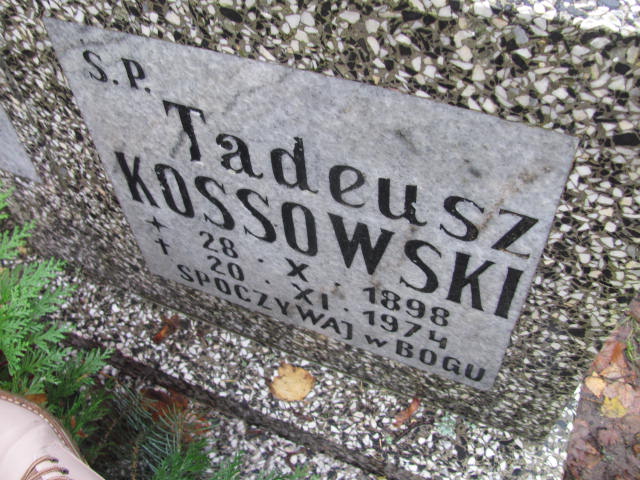 S.P.
Tadeusz
KOSSOWSKI
* 28 . X . 1898
+ 20 . XI . 1974
SPOCZYWAJ w BOGU